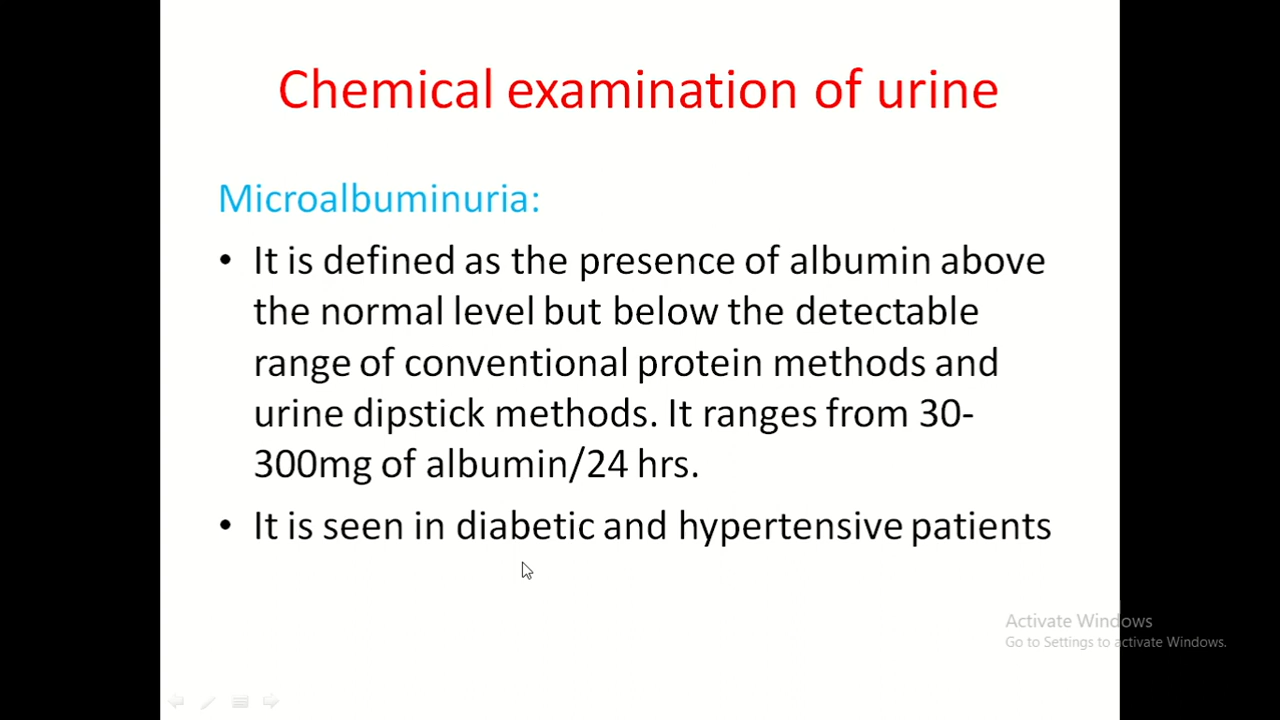 Chemical examination of urine
Microalbuminuria:
• It is defined as the presence of albumin above
the normal level but below the detectable
range of conventional protein methods and
urine dipstick methods. It ranges from 30-
300mg of albumin/24 hrs.
• It is seen in diabetic and hypertensive patients
Activate Windows
Go to Settings to activate Windows.